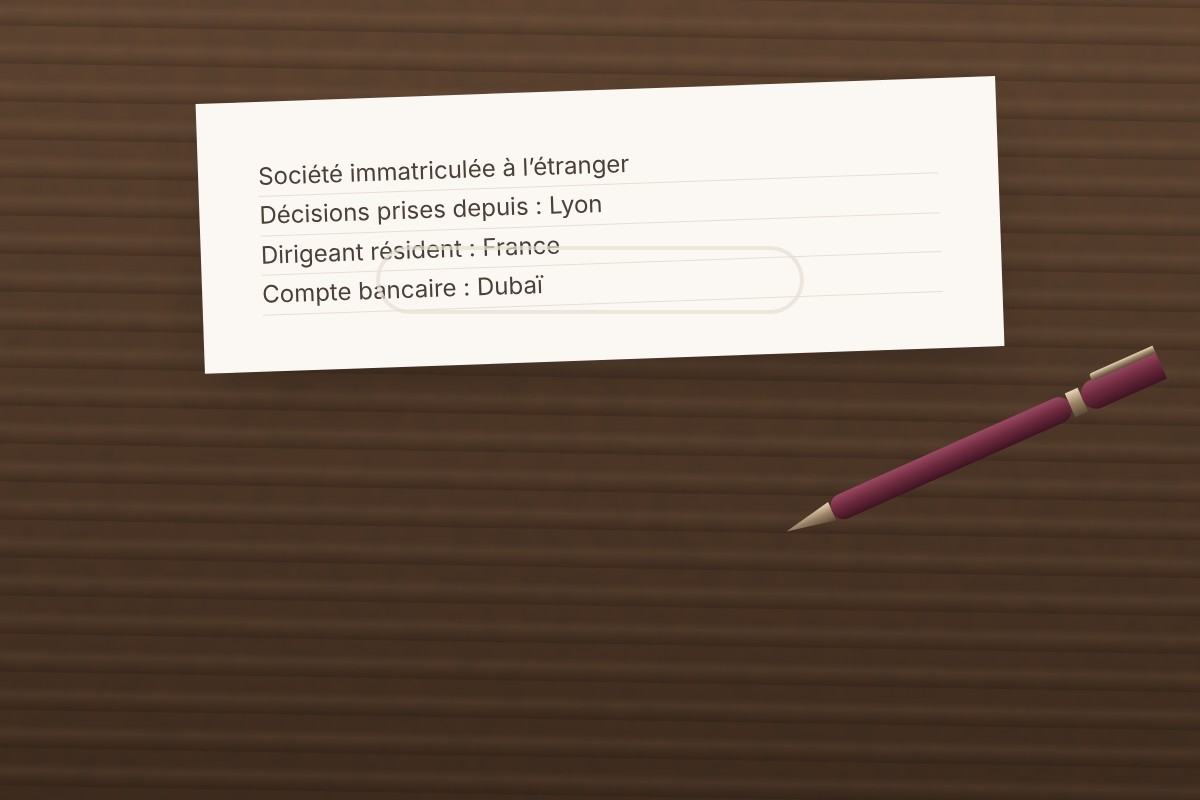 Société immatriculée à l’étranger
Décisions prises depuis : Lyon
Dirigeant résident : France
Compte bancaire : Dubaï